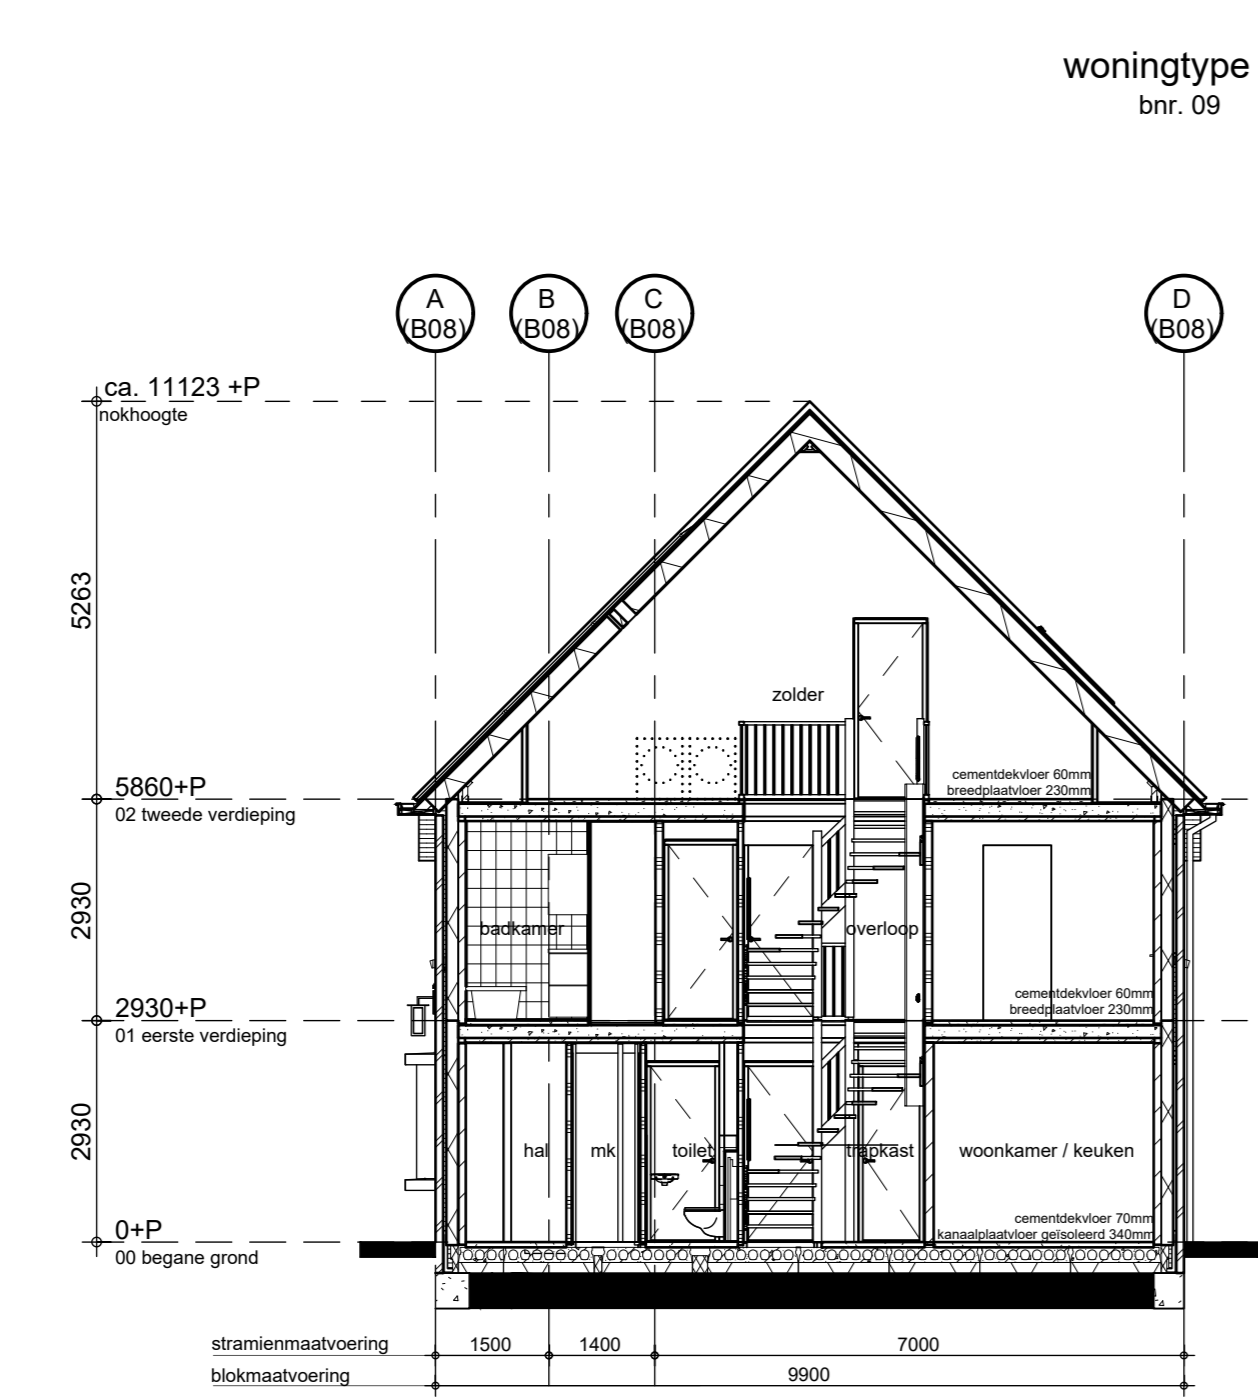 woningtype
bnr. 09
A
(B08)
B
(B08)
C
(B08)
D
(B08)
ca. 11123 +P
nokhoogte
5263
zolder
cementdekvloer 60mm
breedplaatvloer 230mm
5860+P
02 tweede verdieping
2930
badkamer
overloop
cementdekvloer 60mm
breedplaatvloer 230mm
2930+P
01 eerste verdieping
2930
hal
mk
toilet
trapkast
woonkamer / keuken
cementdekvloer 70mm
kanaalplaatvloer geïsoleerd 340mm
0+P
00 begane grond
stramienmaatvoering
1500
1400
7000
blokmaatvoering
9900